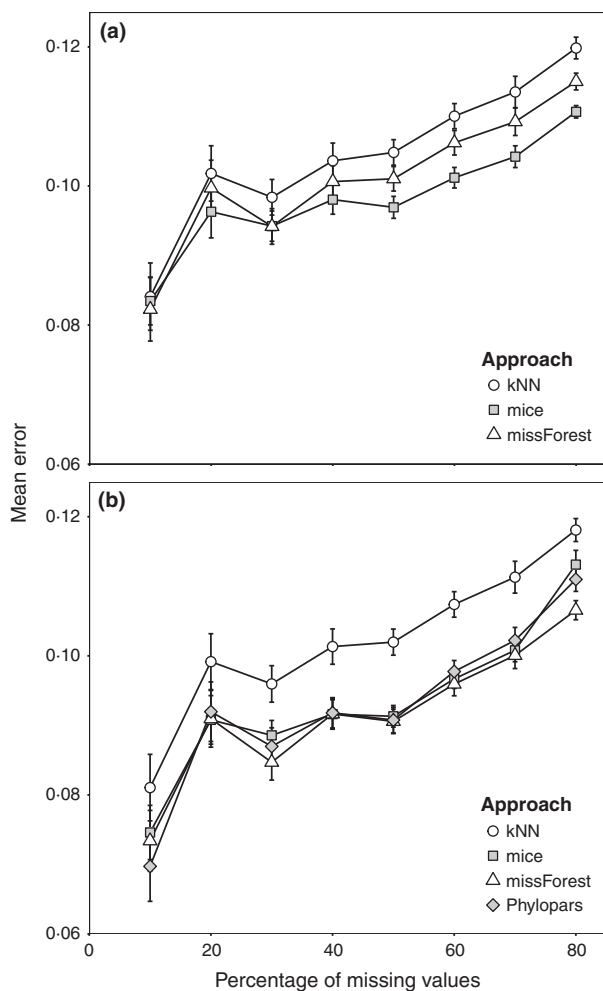 (a)
0·12
0·10
0·08
0·06
Approach
kNN
mice
missForest
Mean error
(b)
0·12
0·10
0·08
0·06
Approach
kNN
mice
missForest
Phylopars
0 20 40 60 80
Percentage of missing values